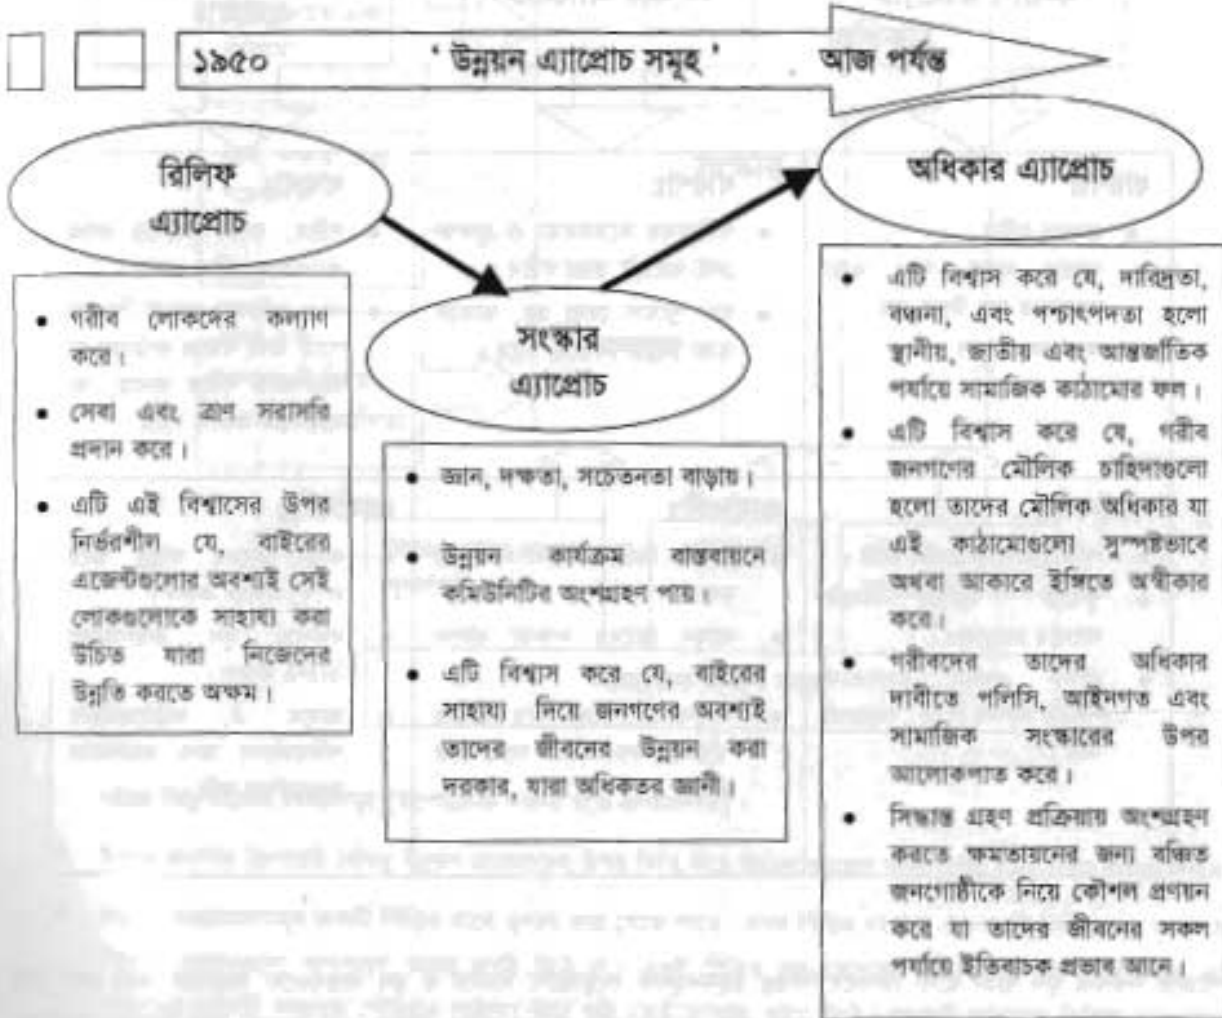 ১৯৫০ ‘ উন্নয়ন এ্যাপ্রোচ সমূহ ’ আজ পর্যন্ত
রিলিফ
এ্যাপ্রোচ
• গরীব লোকদের কল্যাণ
করে।
• সেবা এবং ত্রাণ সরাসরি
প্রদান করে।
• এটি এই বিশ্বাসের উপর
নির্ভরশীল যে, বাইরের
এজেন্টগুলোর অবশ্যই সেই
লোকগুলোকে সাহায্য করা
উচিত যারা নিজেদের
উন্নতি করতে অক্ষম।
সংস্কার
এ্যাপ্রোচ
• জ্ঞান, দক্ষতা, সচেতনতা বাড়ায়।
• উন্নয়ন কার্যক্রম বাস্তবায়নে
কমিউনিটির অংশগ্রহণ পায়।
• এটি বিশ্বাস করে যে, বাইরের
সাহায্য নিয়ে জনগণের অবশ্যই
তাদের জীবনের উন্নয়ন করা
দরকার, যারা অধিকতর জ্ঞানী।
অধিকার এ্যাপ্রোচ
• এটি বিশ্বাস করে যে, দারিদ্রতা,
বঞ্চনা, এবং পশ্চাৎপদতা হলো
স্থানীয়, জাতীয় এবং আন্তর্জাতিক
পর্যায়ে সামাজিক কাঠামোর ফল।
• এটি বিশ্বাস করে যে, গরীব
জনগণের মৌলিক চাহিদাগুলো
হলো তাদের মৌলিক অধিকার যা
এই কাঠামোগুলো সুস্পষ্টভাবে
অথবা আকারে ইঙ্গিতে অস্বীকার
করে।
• গরীবদের তাদের অধিকার
দাবীতে পলিসি, আইনগত এবং
সামাজিক সংস্কারের উপর
আলোকপাত করে।
• সিদ্ধান্ত গ্রহণ প্রক্রিয়ায় অংশগ্রহণ
করতে ক্ষমতায়নের জন্য বঞ্চিত
জনগোষ্ঠীকে নিয়ে কৌশল প্রণয়ন
করে যা তাদের জীবনের সকল
পর্যায়ে ইতিবাচক প্রভাব আনে।